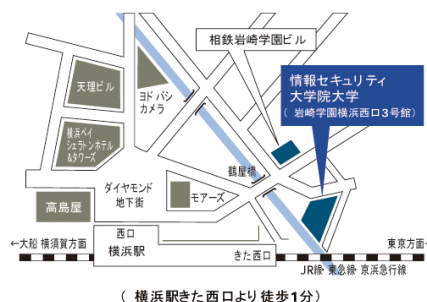 相鉄岩崎学園ビル
天理ビル
ヨドバシ
カメラ
情報セキュリティ
大学院大学
( 岩崎学園横浜西口3号館)
横浜ベイ
シェラトンホテル
&タワーズ
鶴屋橋
ダイヤモンド
地下街
モアーズ
高島屋
西口
横浜駅
きた西口
←大船 横須賀方面
東京方面→
JR線・東急線・京浜急行線
( 横浜駅きた西口より徒歩1分)